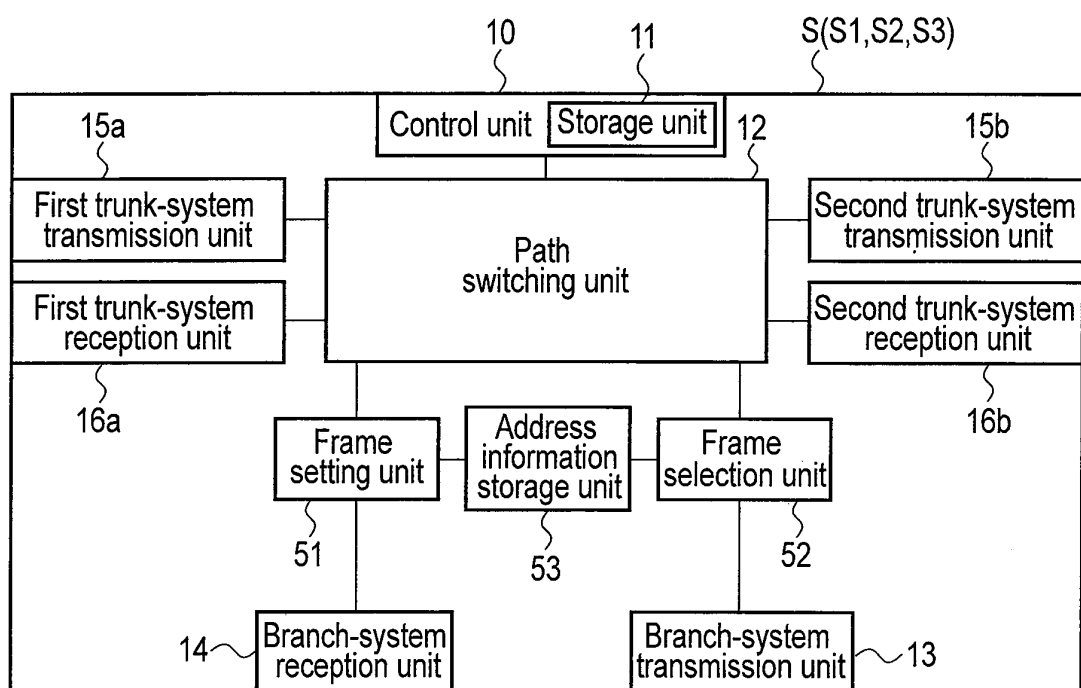 10
11
S(S1,S2,S3)
Control unit
Storage unit
15a
12
15b
First trunk-system
transmission unit
Path
switching unit
Second trunk-system
transmission unit
First trunk-system
reception unit
Second trunk-system
reception unit
16a
16b
Frame
setting unit
Address
information
storage unit
Frame
selection unit
51
53
52
14
Branch-system
reception unit
Branch-system
transmission unit
13